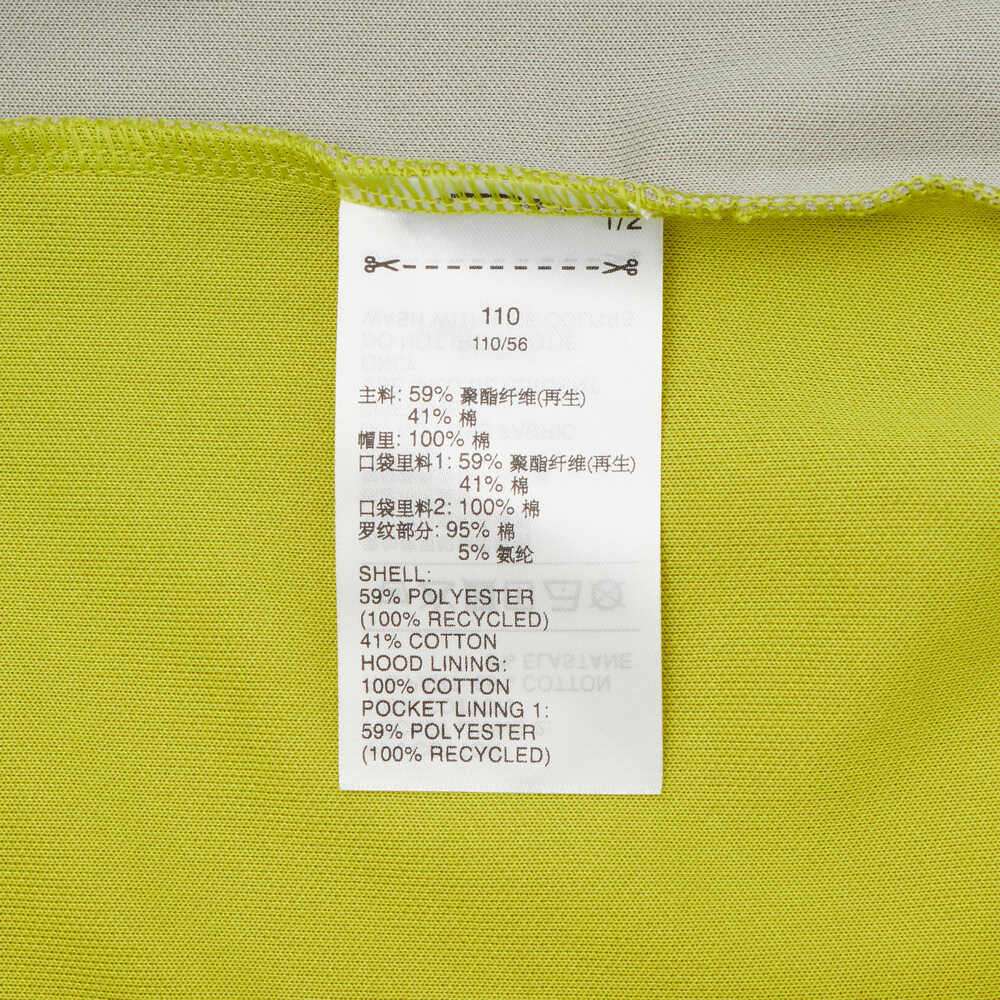 1/2
110
110/56
主料: 59% 聚酯纤维(再生)
41% 棉
帽里: 100% 棉
口袋里料1: 59% 聚酯纤维(再生)
41% 棉
口袋里料2: 100% 棉
罗纹部分: 95% 棉
5% 氨纶
SHELL:
59% POLYESTER
(100% RECYCLED)
41% COTTON
HOOD LINING:
100% COTTON
POCKET LINING 1:
59% POLYESTER
(100% RECYCLED)